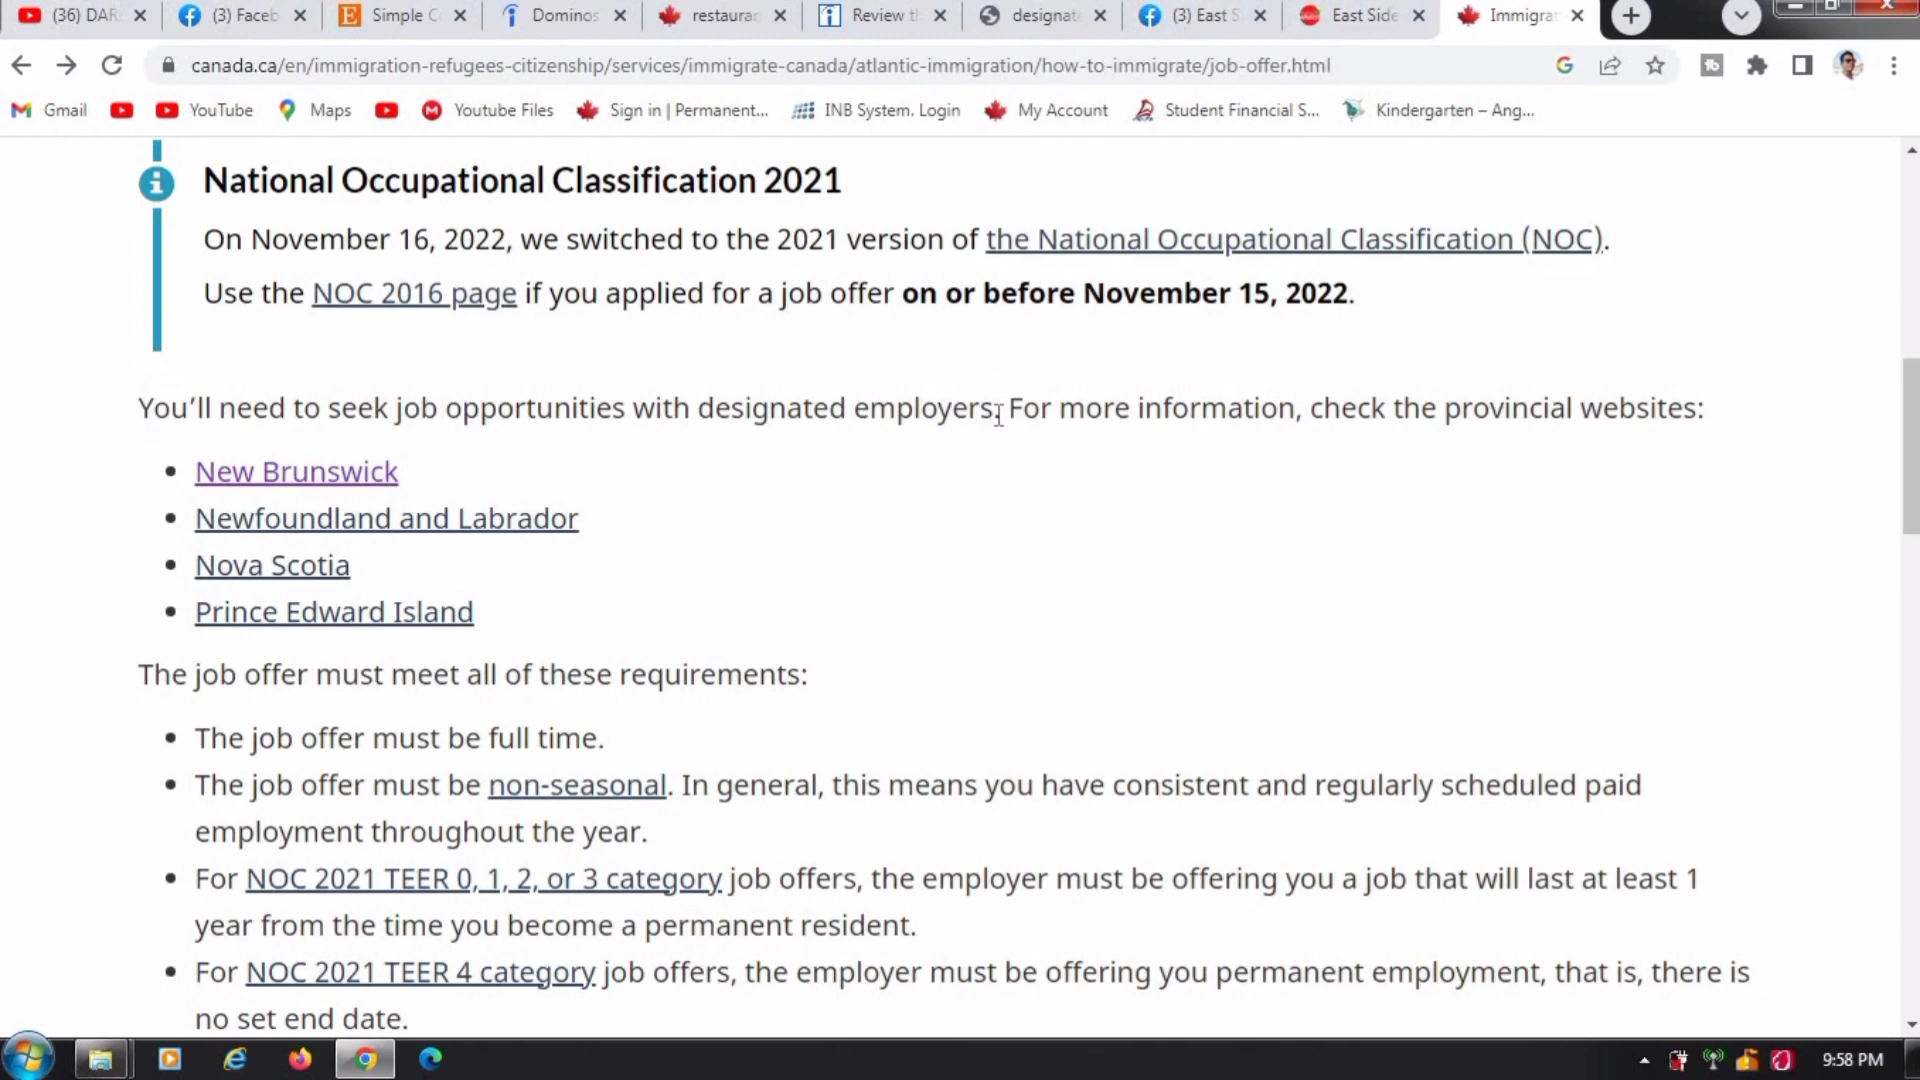 (36) DAR
(3) Faceb
Simple C
Dominos
restauran
Review th
designate
(3) East S
East Side
Immigrat
canada.ca/en/immigration-refugees-citizenship/services/immigrate-canada/atlantic-immigration/how-to-immigrate/job-offer.html
Gmail
YouTube
Maps
Youtube Files
Sign in | Permanent...
INB System. Login
My Account
Student Financial S...
Kindergarten – Ang...
National Occupational Classification 2021
On November 16, 2022, we switched to the 2021 version of the National Occupational Classification (NOC).
Use the NOC 2016 page if you applied for a job offer on or before November 15, 2022.
You’ll need to seek job opportunities with designated employers. For more information, check the provincial websites:
• New Brunswick
• Newfoundland and Labrador
• Nova Scotia
• Prince Edward Island
The job offer must meet all of these requirements:
• The job offer must be full time.
• The job offer must be non-seasonal. In general, this means you have consistent and regularly scheduled paid
employment throughout the year.
• For NOC 2021 TEER 0, 1, 2, or 3 category job offers, the employer must be offering you a job that will last at least 1
year from the time you become a permanent resident.
• For NOC 2021 TEER 4 category job offers, the employer must be offering you permanent employment, that is, there is
no set end date.
9:58 PM